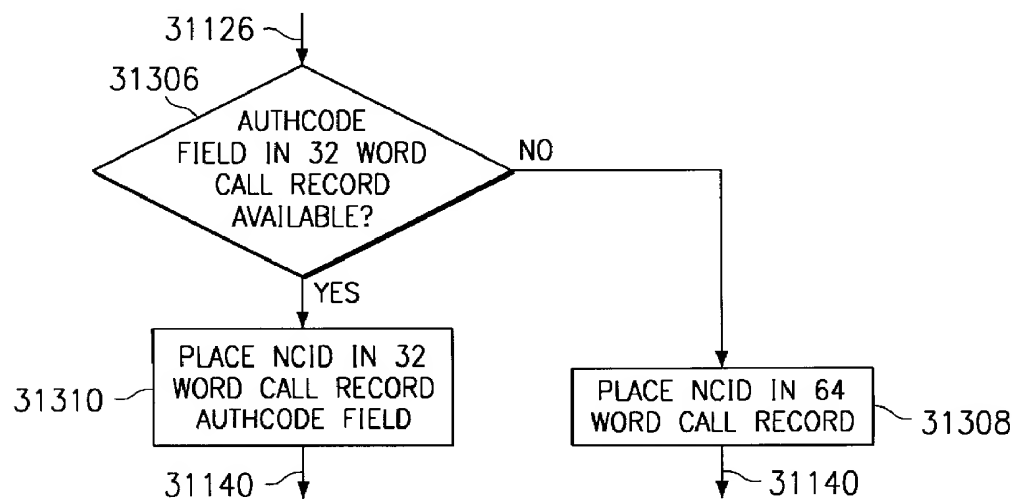 31126
31306
AUTHCODE
FIELD IN 32 WORD
CALL RECORD
AVAILABLE?
NO
YES
PLACE NCID IN 32
WORD CALL RECORD
AUTHCODE FIELD
31310
PLACE NCID IN 64
WORD CALL RECORD
31308
31140
31140